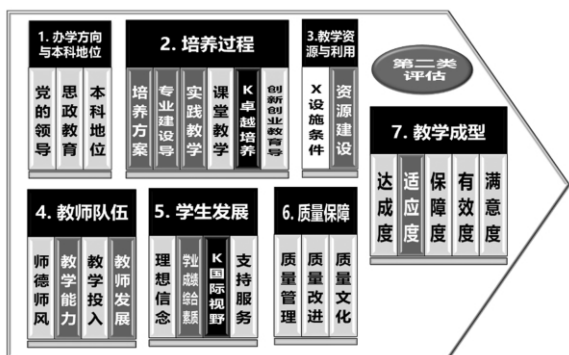 1. 办学方向
与本科地位
党的领导
思政教育
本科地位
2. 培养过程
培养方案
专业建设导
实践教学
课堂教学
K卓越培养
创新创业教育导
3.教学资
源与利用
X设施条件
资源建设
第二类
评估
7. 教学成型
达成度
适应度
保障度
有效度
满意度
4. 教师队伍
师德师风
教学能力
教学投入
教师发展
5. 学生发展
理想信念
学业
成绩
综合
素质
K国际视野
支持服务
6. 质量保障
质量管理
质量改进
质量文化